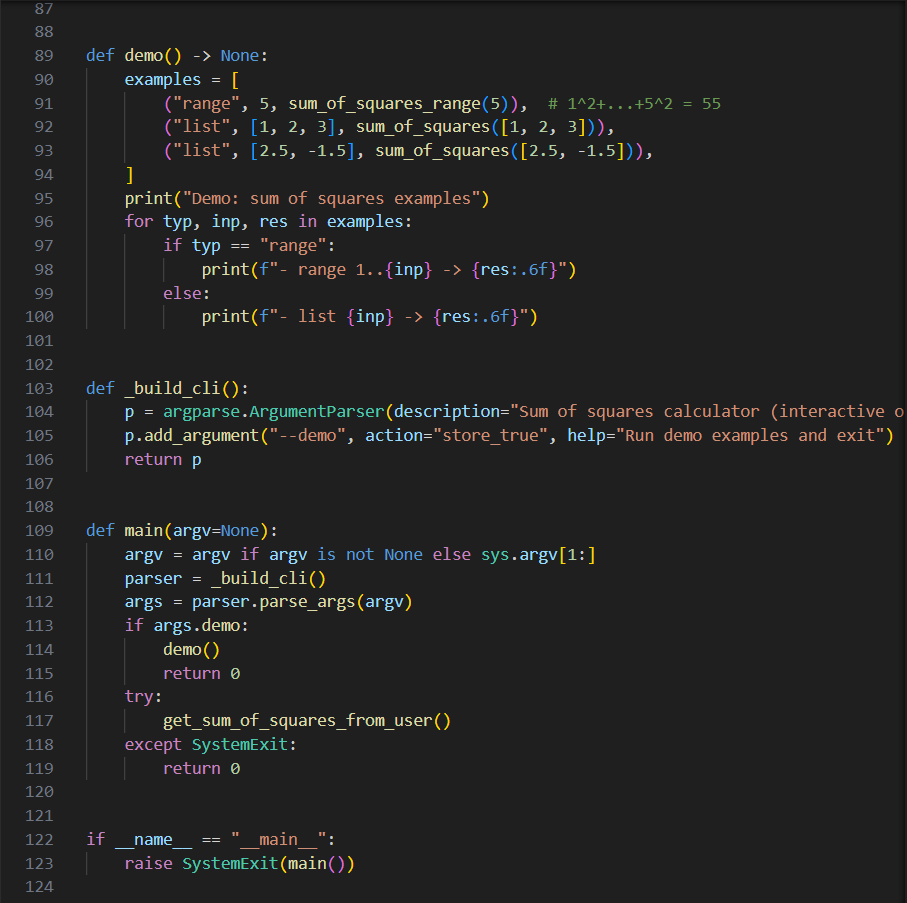 87
88
89 def demo() -> None:
90     examples = [
91         ("range", 5, sum_of_squares_range(5)),  # 1^2+...+5^2 = 55
92         ("list", [1, 2, 3], sum_of_squares([1, 2, 3])),
93         ("list", [2.5, -1.5], sum_of_squares([2.5, -1.5])),
94     ]
95     print("Demo: sum of squares examples")
96     for typ, inp, res in examples:
97         if typ == "range":
98             print(f"- range 1..{inp} -> {res:.6f}")
99         else:
100             print(f"- list {inp} -> {res:.6f}")
101
102
103 def _build_cli():
104     p = argparse.ArgumentParser(description="Sum of squares calculator (interactive o
105     p.add_argument("--demo", action="store_true", help="Run demo examples and exit")
106     return p
107
108
109 def main(argv=None):
110     argv = argv if argv is not None else sys.argv[1:]
111     parser = _build_cli()
112     args = parser.parse_args(argv)
113     if args.demo:
114         demo()
115         return 0
116     try:
117         get_sum_of_squares_from_user()
118     except SystemExit:
119         return 0
120
121
122 if __name__ == "__main__":
123     raise SystemExit(main())
124